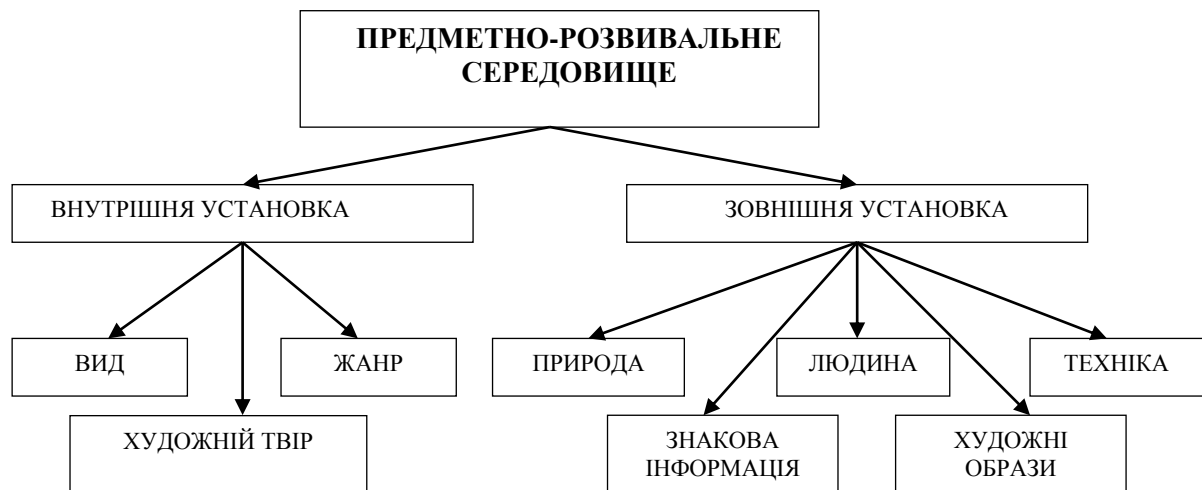 ПРЕДМЕТНО-РОЗВИВАЛЬНЕ
СЕРЕДОВИЩЕ
ВНУТРІШНЯ УСТАНОВКА
ЗОВНІШНЯ УСТАНОВКА
ВИД
ЖАНР
ПРИРОДА
ЛЮДИНА
ТЕХНІКА
ХУДОЖНІЙ ТВІР
ЗНАКОВА
ІНФОРМАЦІЯ
ХУДОЖНІ
ОБРАЗИ